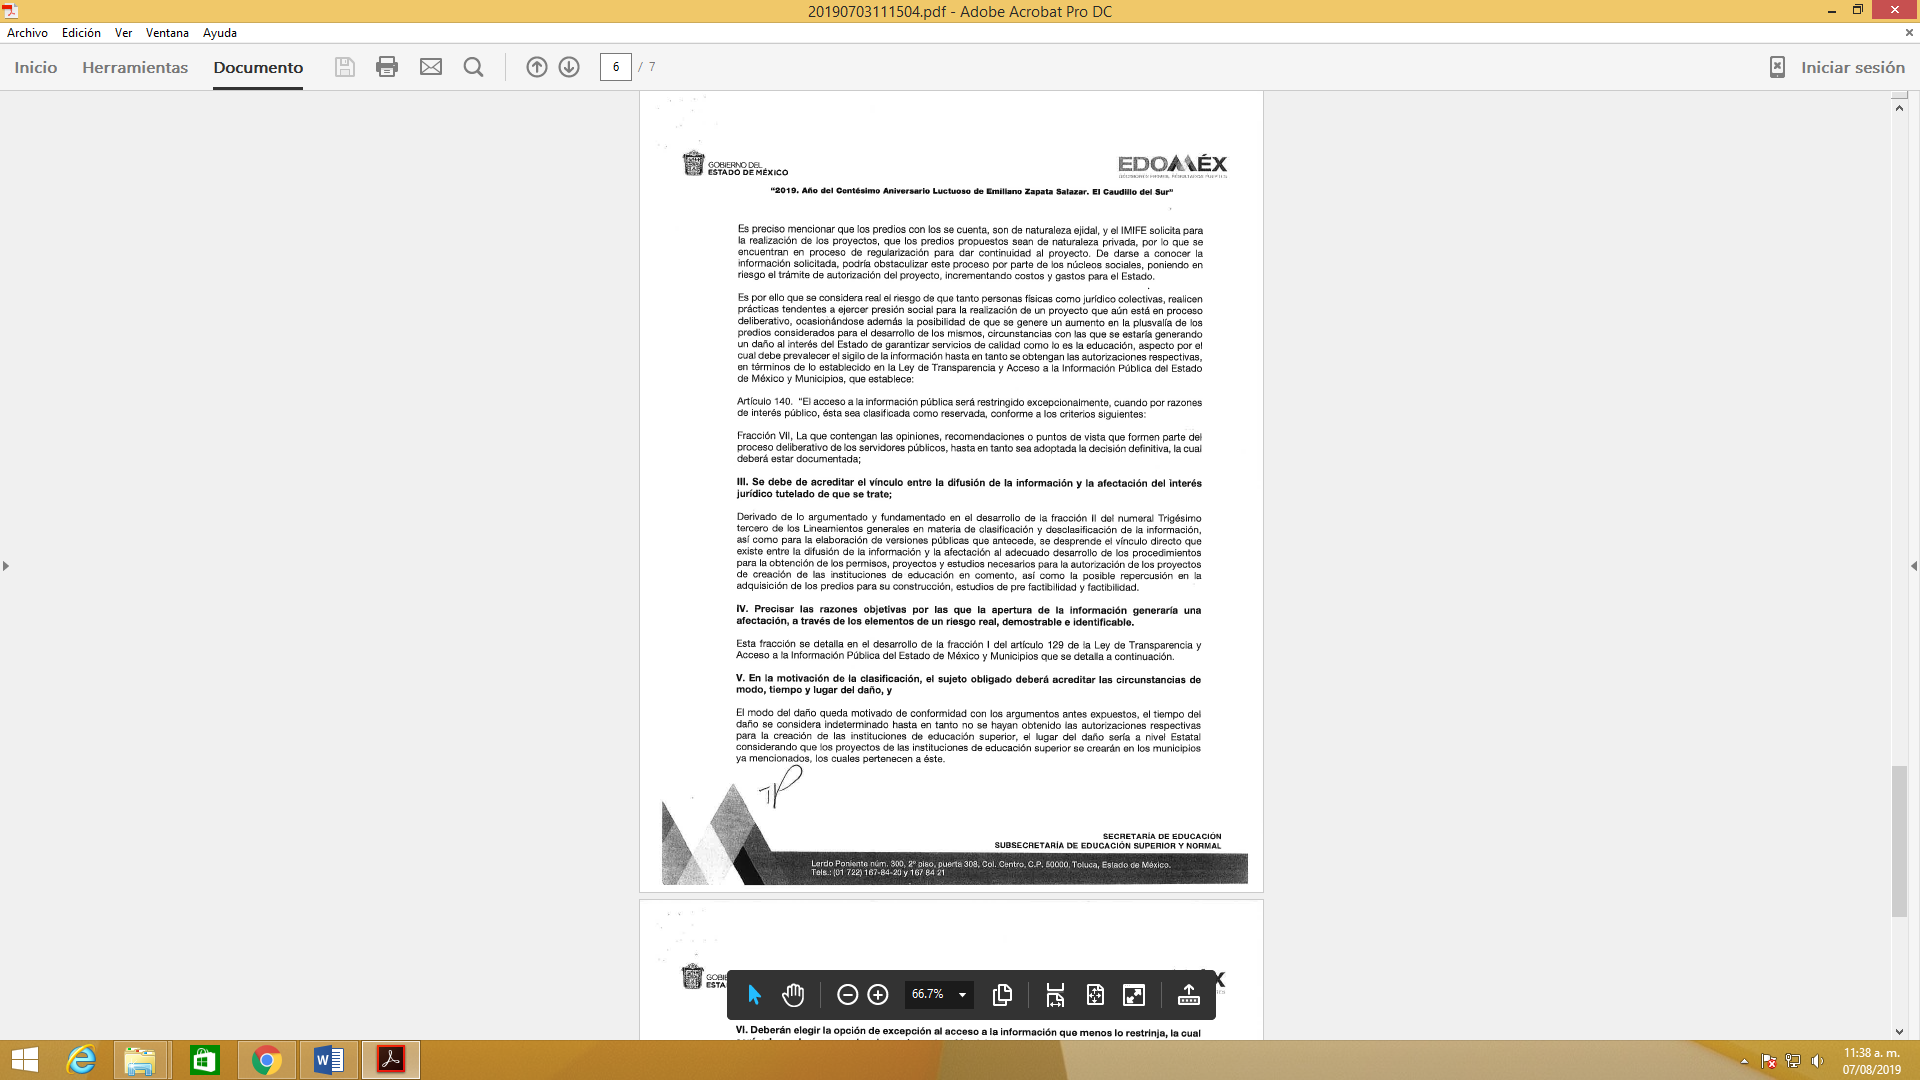 20190703111504.pdf - Adobe Acrobat Pro DC
Archivo Edición Ver Ventana Ayuda
Inicio Herramientas Documento 6 / 7 Iniciar sesión
GOBIERNO DEL
ESTADO DE MÉXICO
EDOMÉX
DECISIONES FIRMES, RESULTADOS FUERTES.
"2019. Año del Centésimo Aniversario Luctuoso de Emiliano Zapata Salazar. El Caudillo del Sur"
Es preciso mencionar que los predios con los se cuenta, son de naturaleza ejidal, y el IMIFE solicita para
la realización de los proyectos, que los predios propuestos sean de naturaleza privada, por lo que se
encuentran en proceso de regularización para dar continuidad al proyecto. De darse a conocer la
información solicitada, podría obstaculizar este proceso por parte de los núcleos sociales, poniendo en
riesgo el trámite de autorización del proyecto, incrementando costos y gastos para el Estado.
Es por ello que se considera real el riesgo de que tanto personas físicas como jurídico colectivas, realicen
prácticas tendentes a ejercer presión social para la realización de un proyecto que aún está en proceso
deliberativo, ocasionándose además la posibilidad de que se genere un aumento en la plusvalía de los
predios considerados para el desarrollo de los mismos, circunstancias con las que se estaría generando
un daño al interés del Estado de garantizar servicios de calidad como lo es la educación, aspecto por el
cual debe prevalecer el sigilo de la información hasta en tanto se obtengan las autorizaciones respectivas,
en términos de lo establecido en la Ley de Transparencia y Acceso a la Información Pública del Estado
de México y Municipios, que establece:
Artículo 140. "El acceso a la información pública será restringido excepcionalmente, cuando por razones
de interés público, ésta sea clasificada como reservada, conforme a los criterios siguientes:
Fracción VII, La que contengan las opiniones, recomendaciones o puntos de vista que formen parte del
proceso deliberativo de los servidores públicos, hasta en tanto sea adoptada la decisión definitiva, la cual
deberá estar documentada;
III. Se debe de acreditar el vínculo entre la difusión de la información y la afectación del interés
jurídico tutelado de que se trate;
Derivado de lo argumentado y fundamentado en el desarrollo de la fracción II del numeral Trigésimo
tercero de los Lineamientos generales en materia de clasificación y desclasificación de la información,
así como para la elaboración de versiones públicas que antecede, se desprende el vínculo directo que
existe entre la difusión de la información y la afectación al adecuado desarrollo de los procedimientos
para la obtención de los permisos, proyectos y estudios necesarios para la autorización de los proyectos
de creación de las instituciones de educación en comento, así como la posible repercusión en la
adquisición de los predios para su construcción, estudios de pre factibilidad y factibilidad.
IV. Precisar las razones objetivas por las que la apertura de la información generaría una
afectación, a través de los elementos de un riesgo real, demostrable e identificable.
Esta fracción se detalla en el desarrollo de la fracción I del artículo 129 de la Ley de Transparencia y
Acceso a la Información Pública del Estado de México y Municipios que se detalla a continuación.
V. En la motivación de la clasificación, el sujeto obligado deberá acreditar las circunstancias de
modo, tiempo y lugar del daño, y
El modo del daño queda motivado de conformidad con los argumentos antes expuestos, el tiempo del
daño se considera indeterminado hasta en tanto no se hayan obtenido las autorizaciones respectivas
para la creación de las instituciones de educación superior, el lugar del daño sería a nivel Estatal
considerando que los proyectos de las instituciones de educación superior se crearán en los municipios
ya mencionados, los cuales pertenecen a éste.
SECRETARÍA DE EDUCACIÓN
SUBSECRETARÍA DE EDUCACIÓN SUPERIOR Y NORMAL
Lerdo Poniente núm. 300, 2º piso, puerta 308, Col. Centro, C.P. 50000, Toluca, Estado de México.
Tels.: (01 722) 167-84-20 y 167 84 21
66.7%
VI. Deberán elegir la opción de excepción al acceso a la información que menos lo restrinja, la cual
11:38 a. m.
07/08/2019